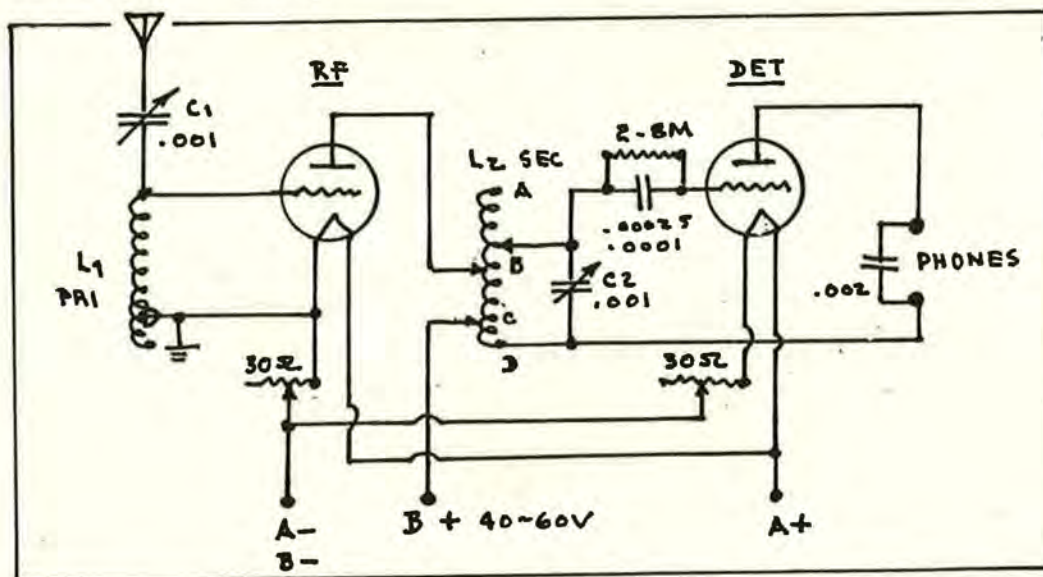 RF
DET
C1
.001
2-8M
L2 SEC
A
.00025
.0001
B
C2
.001
L1
PRI
PHONES
.002
C
D
30Ω
30Ω
A-
B-
B + 40~60V
A+